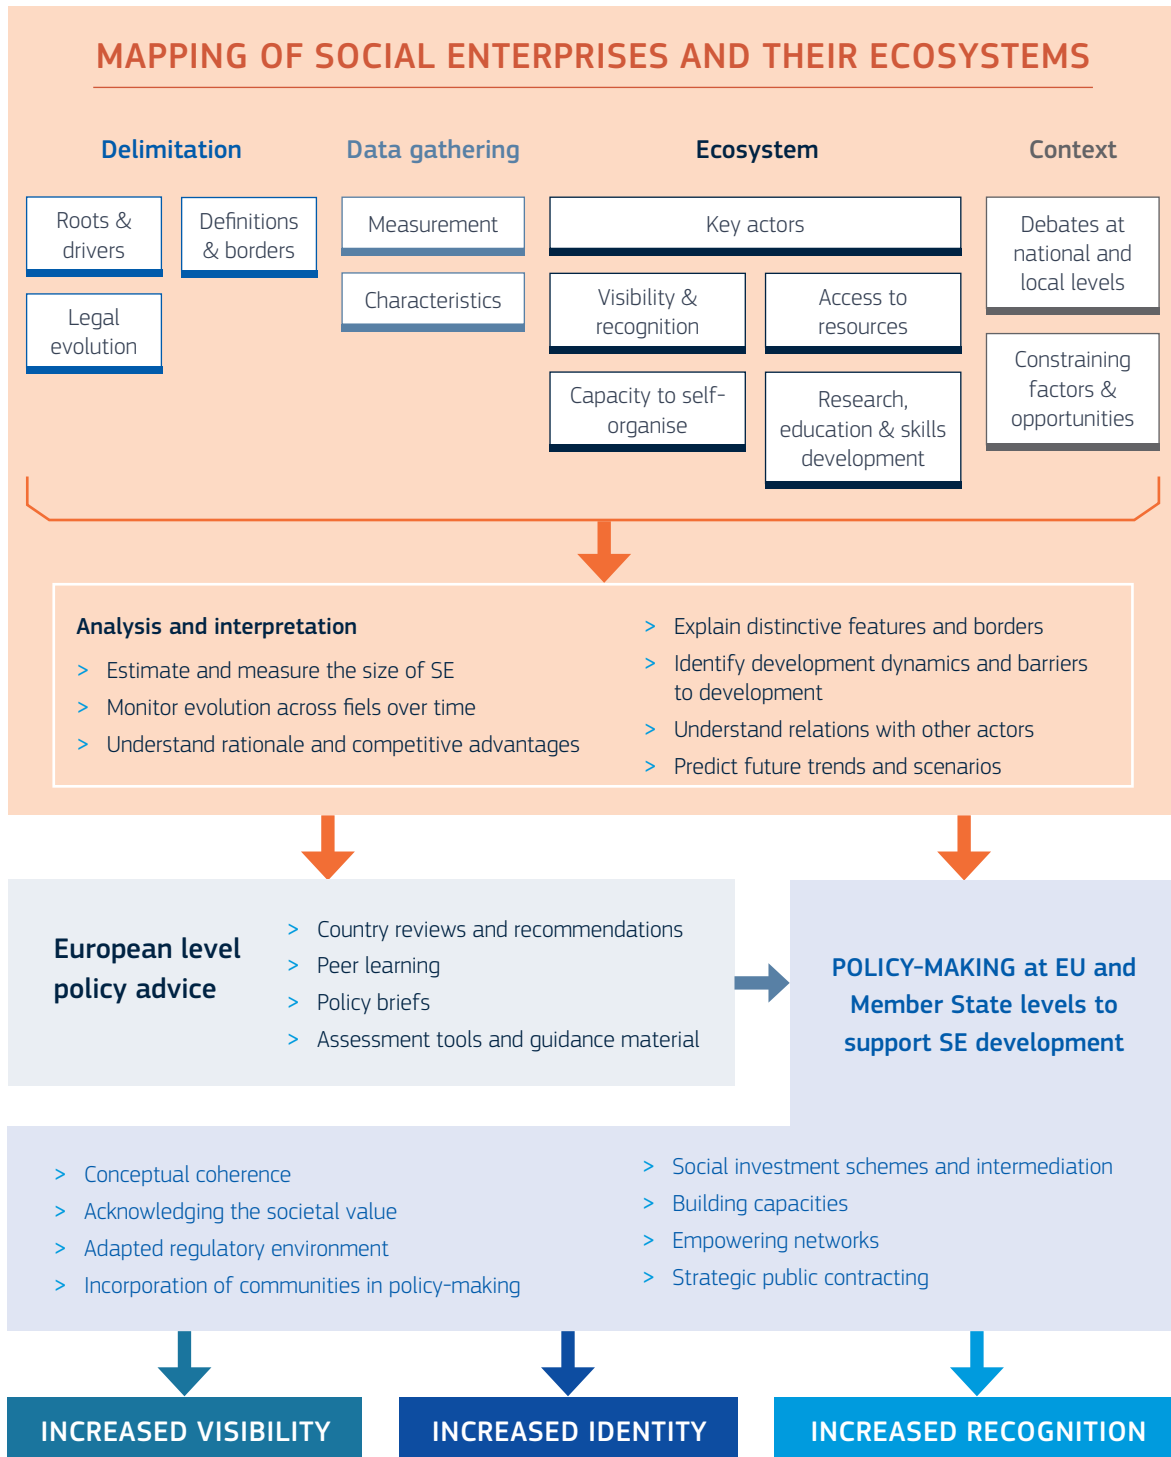 MAPPING OF SOCIAL ENTERPRISES AND THEIR ECOSYSTEMS
Delimitation
Roots &
drivers
Definitions
& borders
Legal
evolution
Data gathering
Measurement
Characteristics
Ecosystem
Key actors
Visibility &
recognition
Access to
resources
Capacity to self-
organise
Research,
education & skills
development
Context
Debates at
national and
local levels
Constraining
factors &
opportunities
Analysis and interpretation
> Estimate and measure the size of SE
> Monitor evolution across fiels over time
> Understand rationale and competitive advantages
> Explain distinctive features and borders
> Identify development dynamics and barriers
to development
> Understand relations with other actors
> Predict future trends and scenarios
European level
policy advice
> Country reviews and recommendations
> Peer learning
> Policy briefs
> Assessment tools and guidance material
POLICY-MAKING at EU and
Member State levels to
support SE development
> Conceptual coherence
> Acknowledging the societal value
> Adapted regulatory environment
> Incorporation of communities in policy-making
> Social investment schemes and intermediation
> Building capacities
> Empowering networks
> Strategic public contracting
INCREASED VISIBILITY
INCREASED IDENTITY
INCREASED RECOGNITION